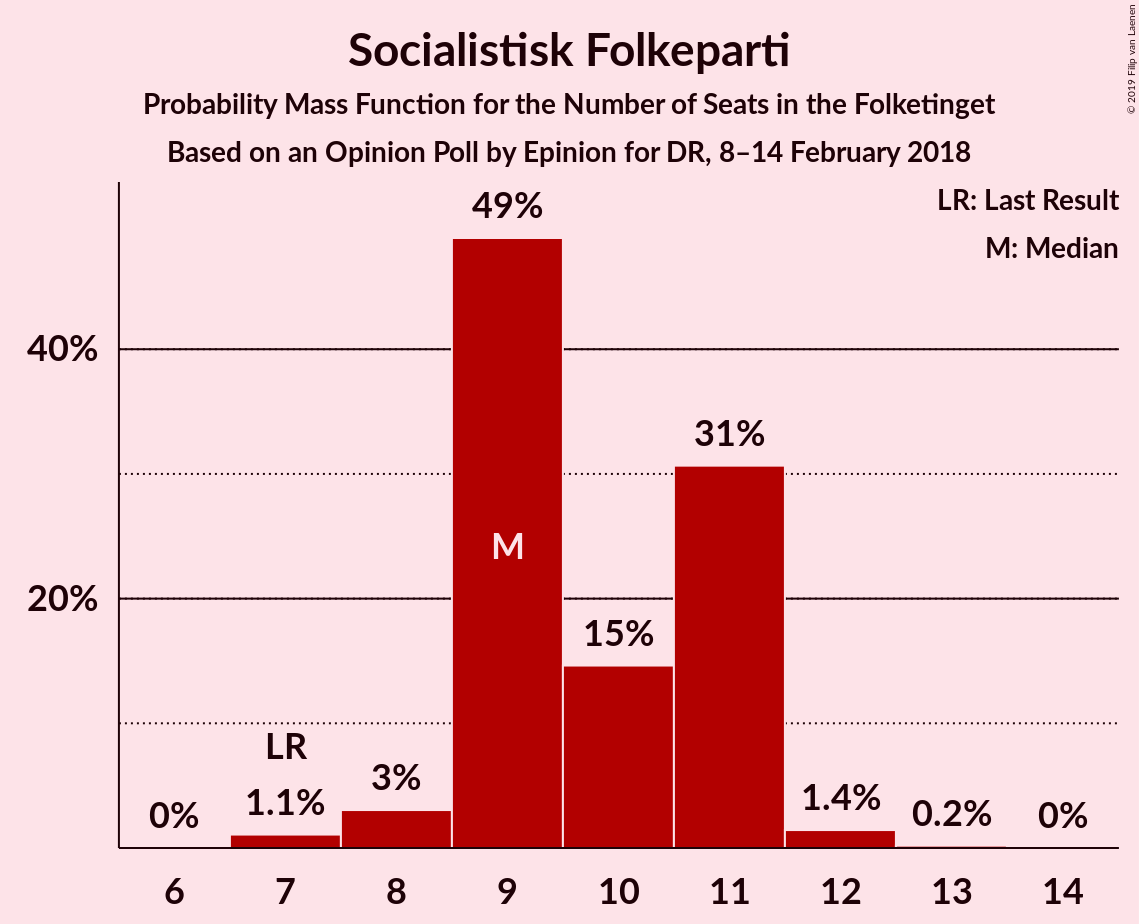 Socialistisk Folkeparti
Probability Mass Function for the Number of Seats in the Folketinget
Based on an Opinion Poll by Epinion for DR, 8–14 February 2018
© 2019 Filip van Laenen
LR: Last Result
M: Median
49%
40%
31%
M
20%
15%
LR
3%
1.1%
1.4%
0%
0.2%
0%
6 7 8 9 10 11 12 13 14